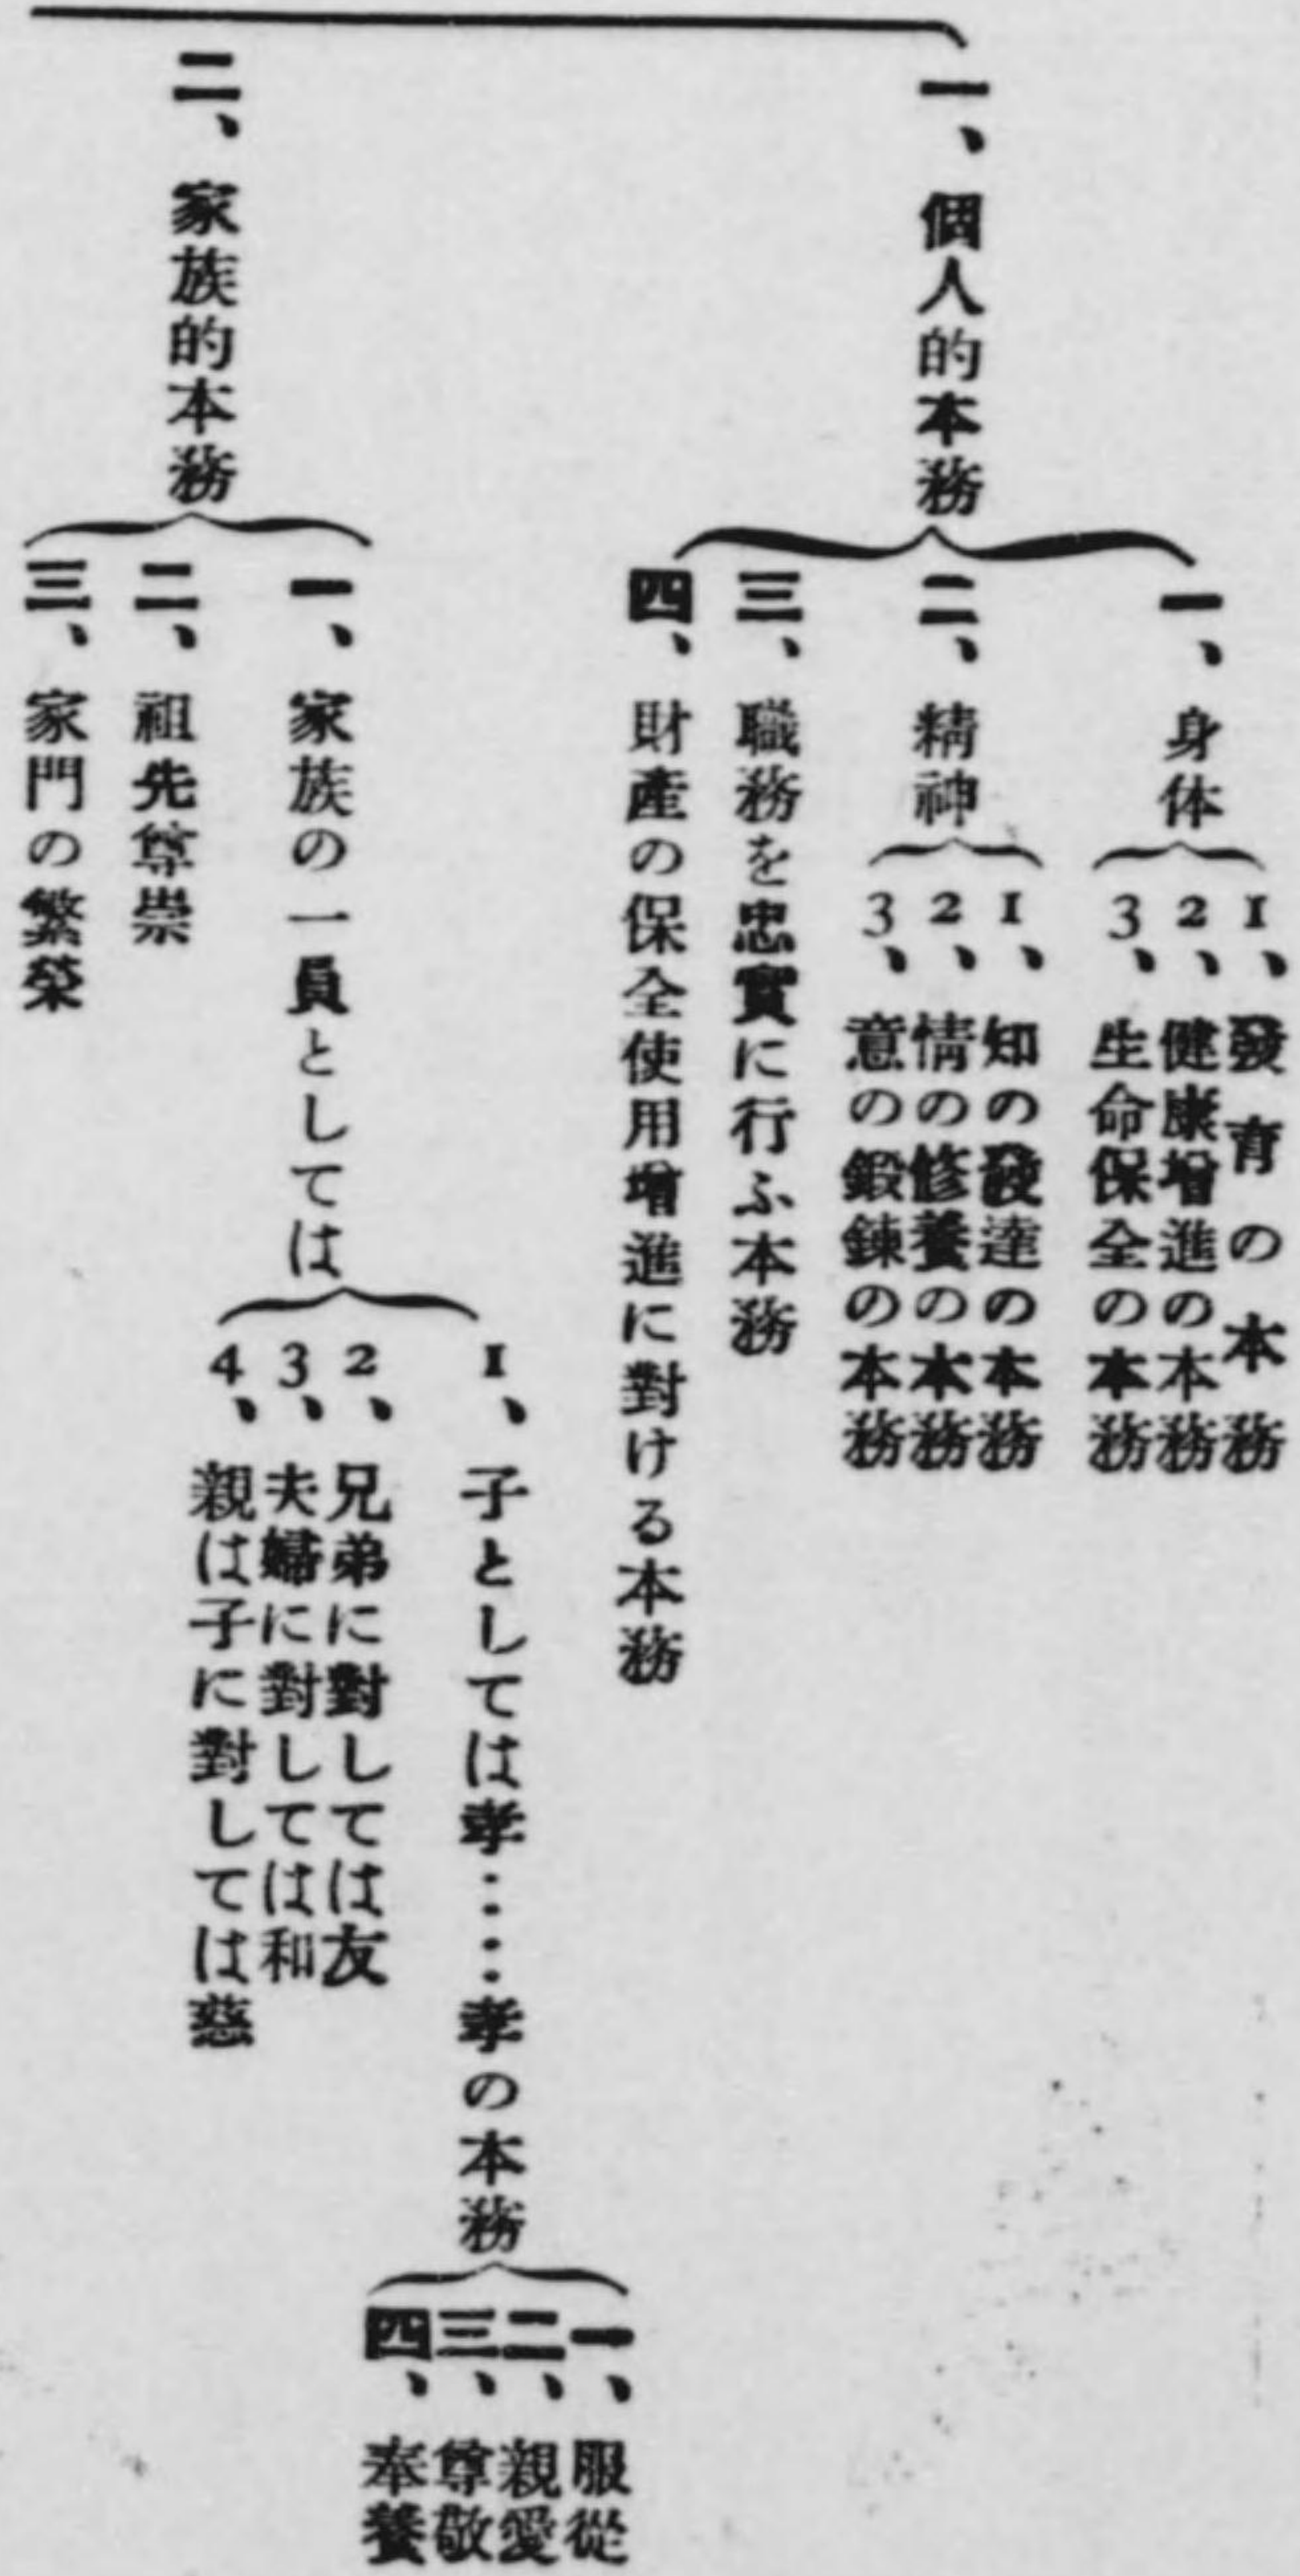 一、個人的本務
一、身体
1、發育の本務
2、健康增進の本務
3、生命保全の本務
二、精神
1、知の發達の本務
2、情の修養の本務
3、意の鍛鍊の本務
三、職務を忠實に行ふ本務
四、財產の保全使用增進に對ける本務
二、家族的本務
一、家族の一員としては
1、子としては孝……孝の本務
一、服從
二、親愛
三、尊敬
四、奉養
2、兄弟に對しては友
3、夫婦に對しては和
4、親は子に對しては慈
二、祖先尊崇
三、家門の繁榮